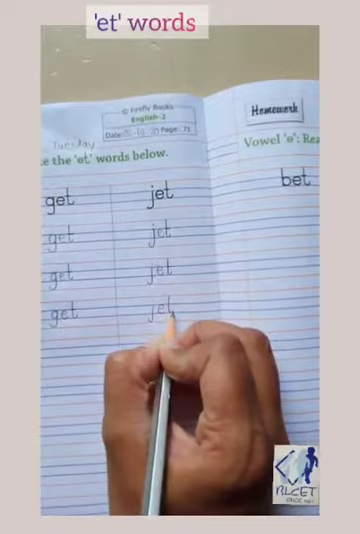 'et' words
© Firefly Books
English-2
Page: 71
Tuesday
Date:
e the 'et' words below.
get jet
get jet
get jet
get jet
Homework
Vowel 'e': Rea
bet
RLCET